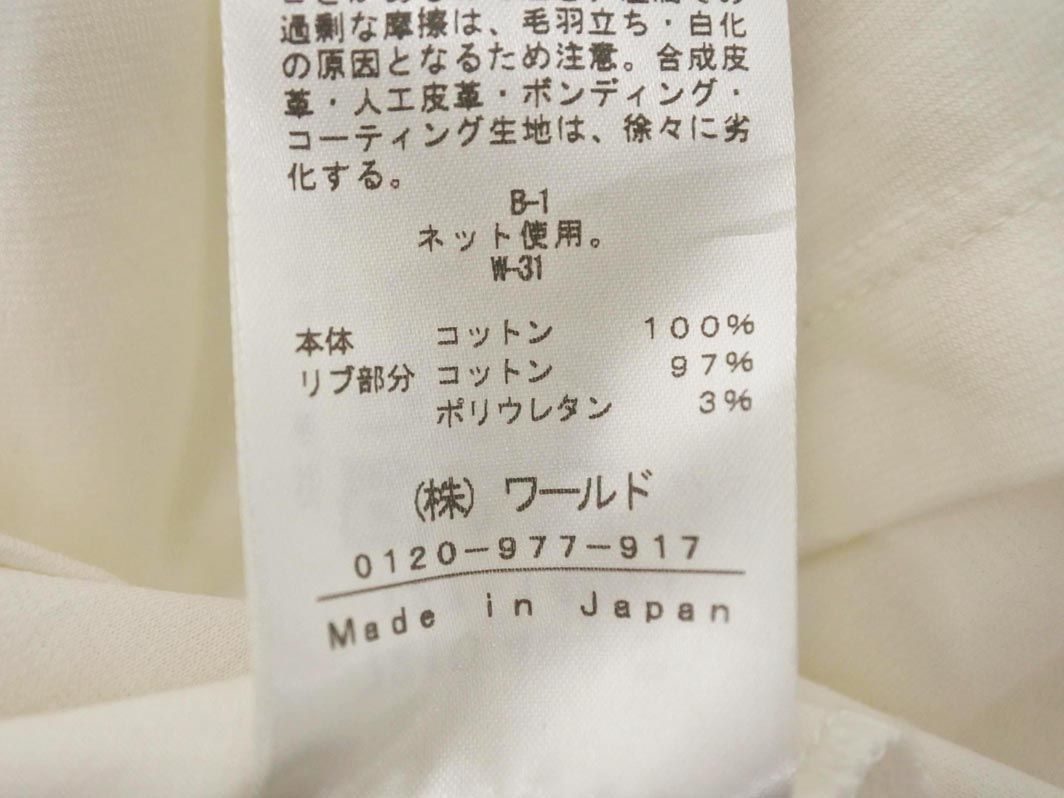 過剰な摩擦は、毛羽立ち・白化
の原因となるため注意。合成皮
革・人工皮革・ボンディング・
コーティング生地は、徐々に劣
化する。
B-1
ネット使用。
W-31
本体 コットン 100%
リブ部分 コットン 97%
ポリウレタン 3%
(株) ワールド
0120-977-917
Made in Japan